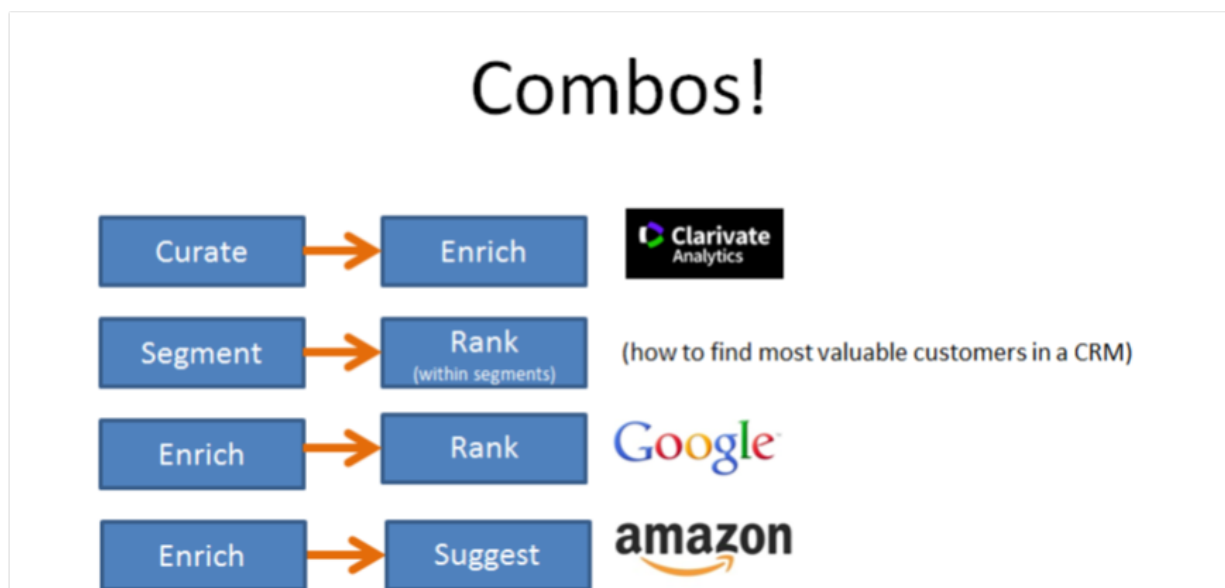 Combos!
Curate
Enrich
Clarivate
Analytics
Segment
Rank
(within segments)
(how to find most valuable customers in a CRM)
Enrich
Rank
Google
Enrich
Suggest
amazon